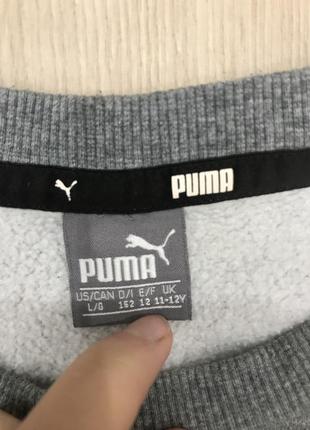 PUMA
PUMA
US/CAN D/I E/F UK
L/G 152 12 11-12Y